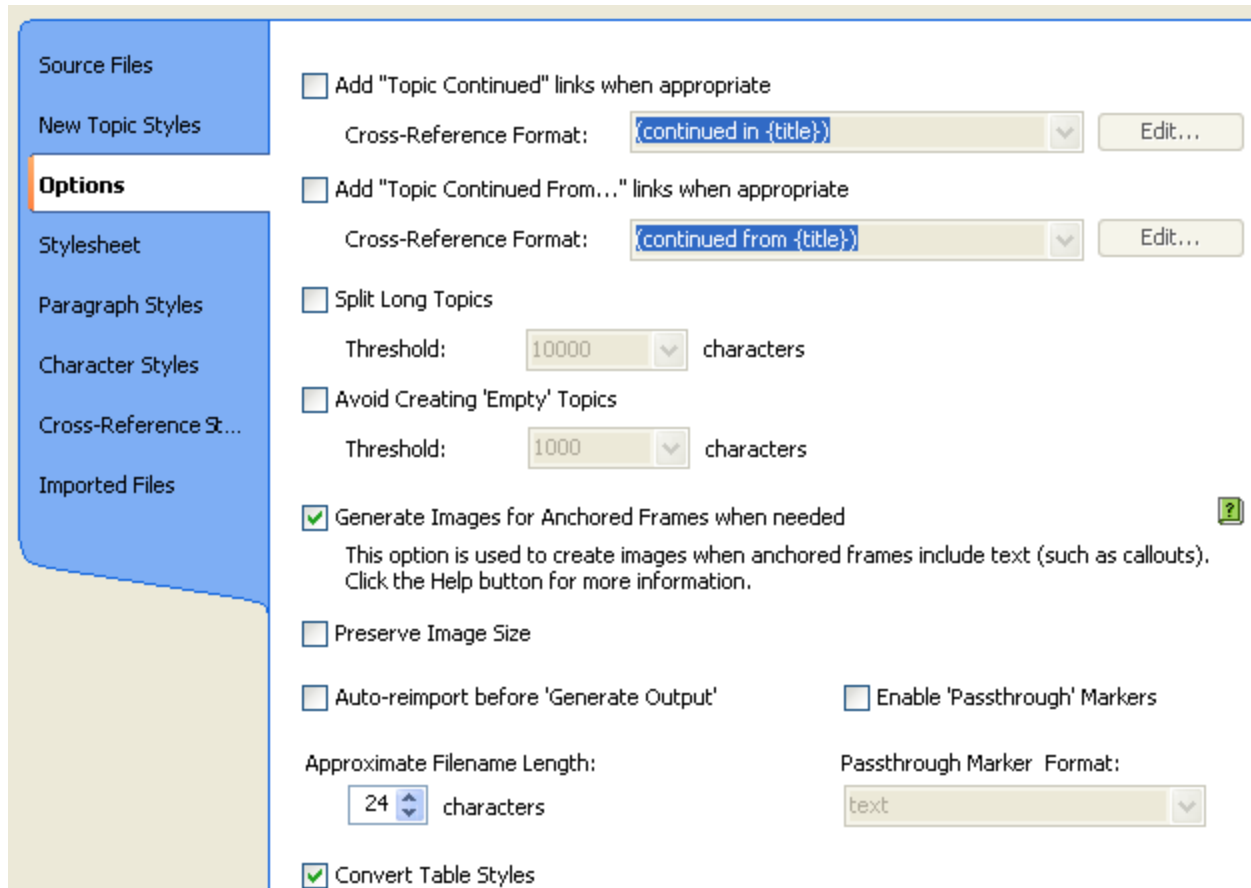 Source Files
New Topic Styles
Options
Stylesheet
Paragraph Styles
Character Styles
Cross-Reference St...
Imported Files
Add "Topic Continued" links when appropriate
Cross-Reference Format: (continued in {title}) Edit...
Add "Topic Continued From..." links when appropriate
Cross-Reference Format: (continued from {title}) Edit...
Split Long Topics
Threshold: 10000 characters
Avoid Creating 'Empty' Topics
Threshold: 1000 characters
Generate Images for Anchored Frames when needed ?
This option is used to create images when anchored frames include text (such as callouts).
Click the Help button for more information.
Preserve Image Size
Auto-reimport before 'Generate Output' Enable 'Passthrough' Markers
Approximate Filename Length: Passthrough Marker Format:
24 characters text
Convert Table Styles